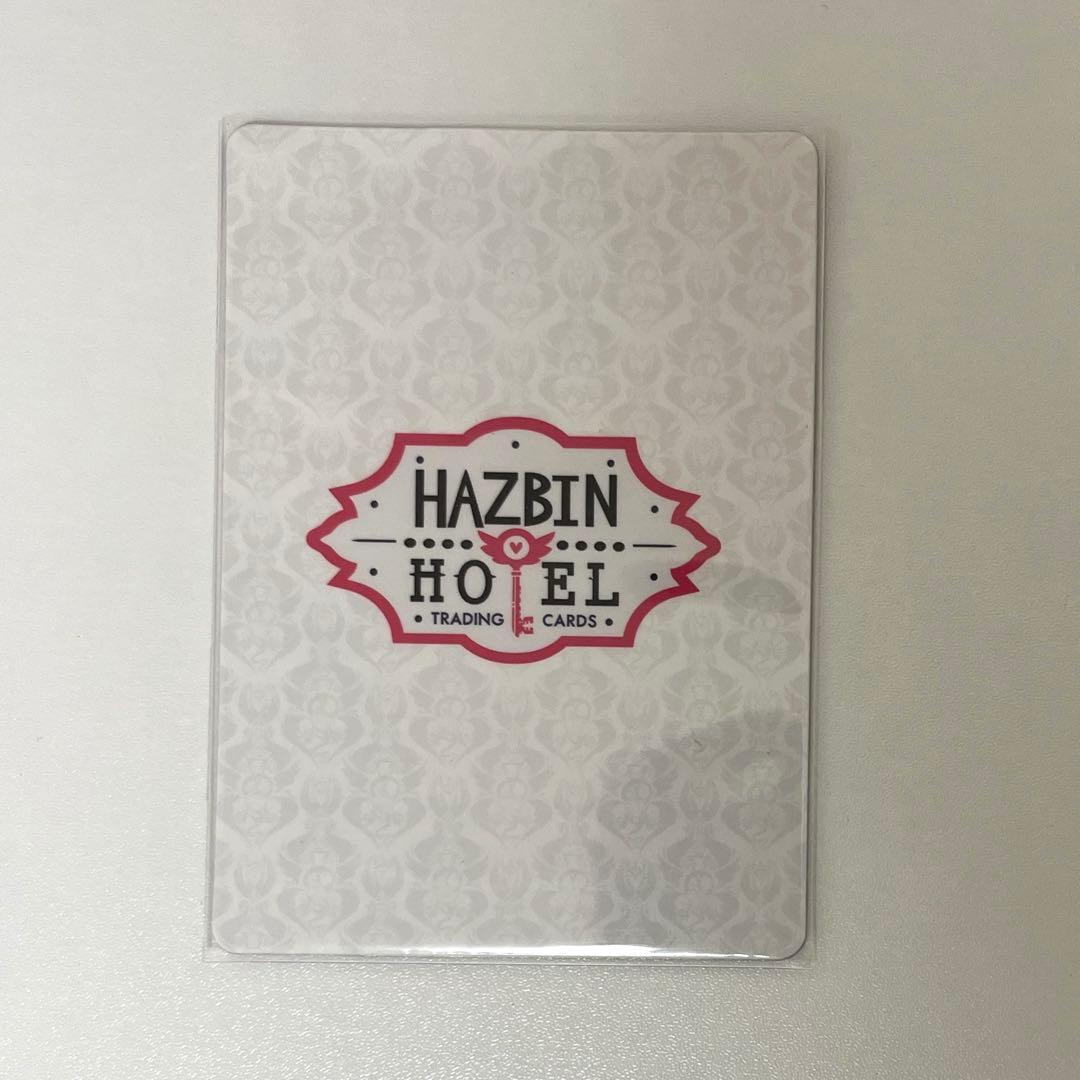 HAZBIN
HOTEL
• TRADING CARDS •